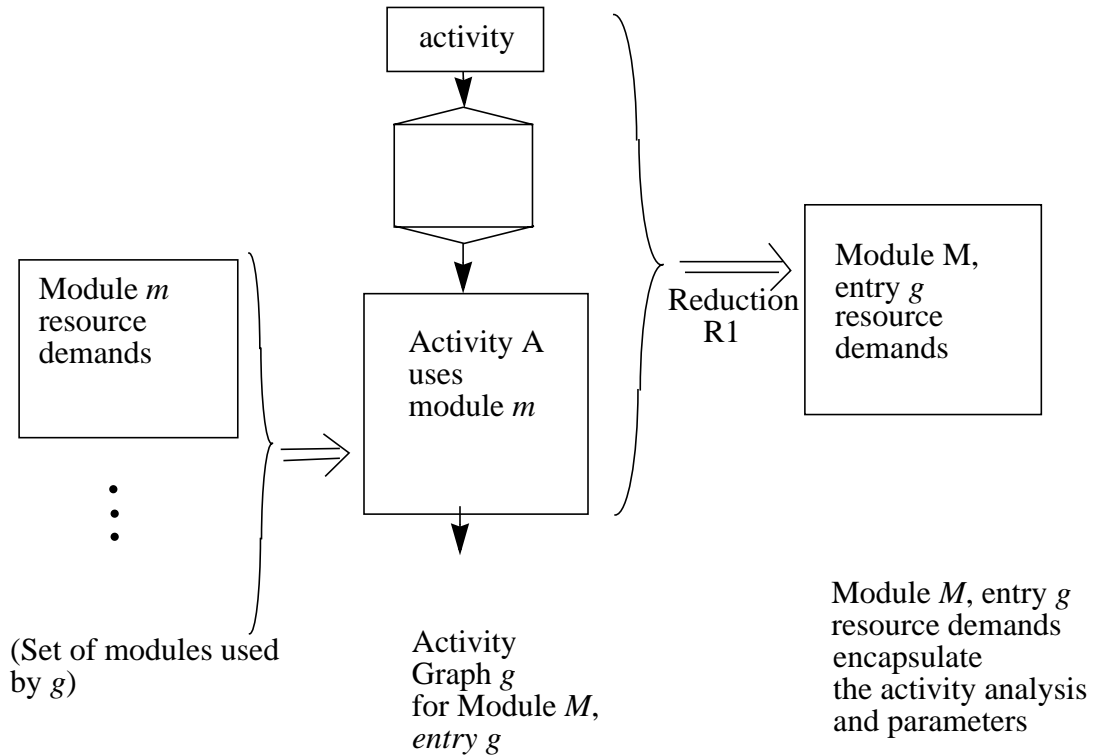 activity
Module m
resource
demands
Activity A
uses
module m
Reduction
R1
Module M,
entry g
resource
demands
(Set of modules used
by g)
Activity
Graph g
for Module M,
entry g
Module M, entry g
resource demands
encapsulate
the activity analysis
and parameters